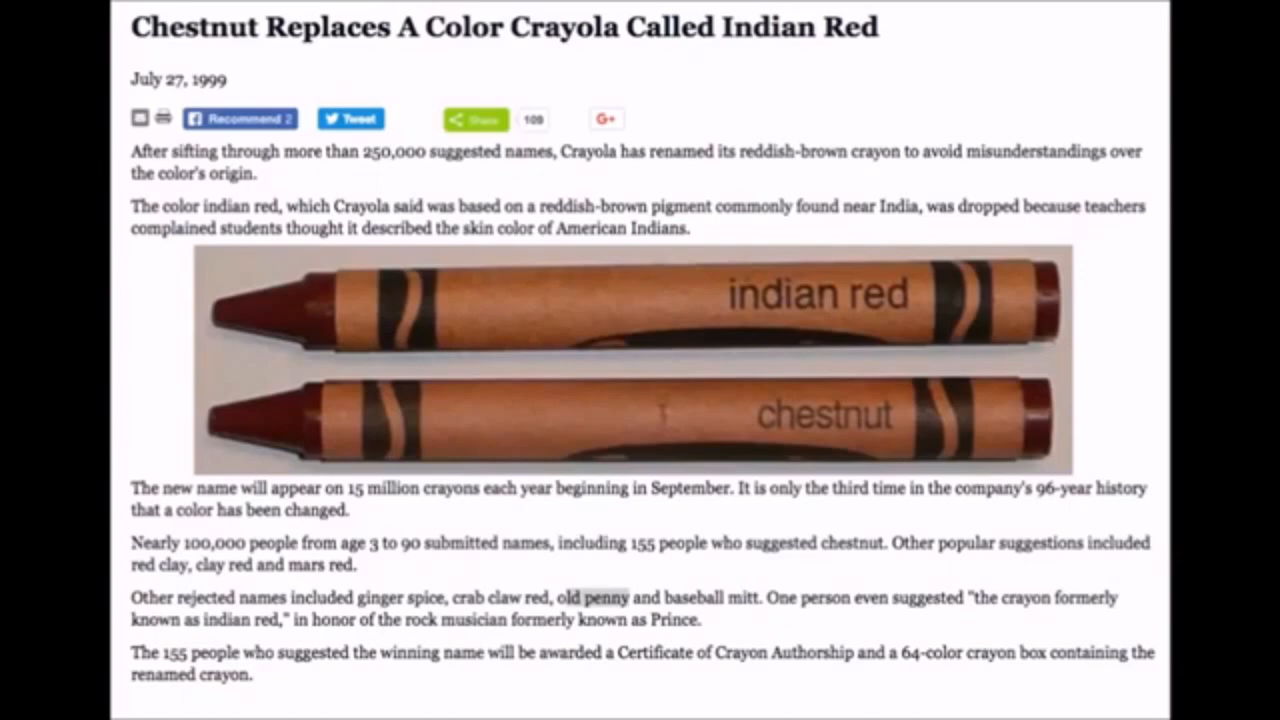 Chestnut Replaces A Color Crayola Called Indian Red
July 27, 1999
Recommend 2
Tweet
Share
109
G+
After sifting through more than 250,000 suggested names, Crayola has renamed its reddish-brown crayon to avoid misunderstandings over
the color's origin.
The color indian red, which Crayola said was based on a reddish-brown pigment commonly found near India, was dropped because teachers
complained students thought it described the skin color of American Indians.
indian red
chestnut
The new name will appear on 15 million crayons each year beginning in September. It is only the third time in the company's 96-year history
that a color has been changed.
Nearly 100,000 people from age 3 to 90 submitted names, including 155 people who suggested chestnut. Other popular suggestions included
red clay, clay red and mars red.
Other rejected names included ginger spice, crab claw red, old penny and baseball mitt. One person even suggested "the crayon formerly
known as indian red," in honor of the rock musician formerly known as Prince.
The 155 people who suggested the winning name will be awarded a Certificate of Crayon Authorship and a 64-color crayon box containing the
renamed crayon.